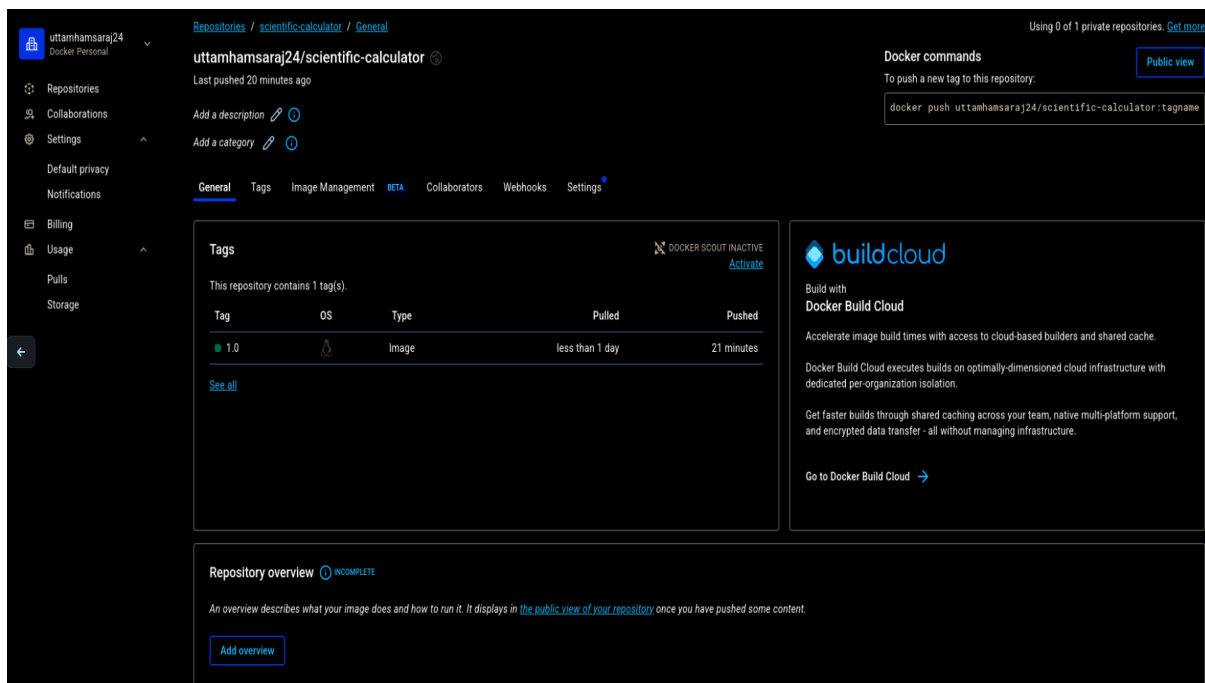 uttamhamsaraj24
Docker Personal
Repositories
Collaborations
Settings
Default privacy
Notifications
Billing
Usage
Pulls
Storage
Repositories / scientific-calculator / General
Using 0 of 1 private repositories. Get more
uttamhamsaraj24/scientific-calculator
Last pushed 20 minutes ago
Add a description
Add a category
Docker commands
Public view
To push a new tag to this repository:
docker push uttamhamsaraj24/scientific-calculator:tagname
General Tags Image Management BETA Collaborators Webhooks Settings
Tags
DOCKER SCOUT INACTIVE
Activate
This repository contains 1 tag(s).
Tag OS Type Pulled Pushed
1.0 Image less than 1 day 21 minutes
See all
buildcloud
Build with
Docker Build Cloud
Accelerate image build times with access to cloud-based builders and shared cache.
Docker Build Cloud executes builds on optimally-dimensioned cloud infrastructure with
dedicated per-organization isolation.
Get faster builds through shared caching across your team, native multi-platform support,
and encrypted data transfer - all without managing infrastructure.
Go to Docker Build Cloud
Repository overview INCOMPLETE
An overview describes what your image does and how to run it. It displays in the public view of your repository once you have pushed some content.
Add overview